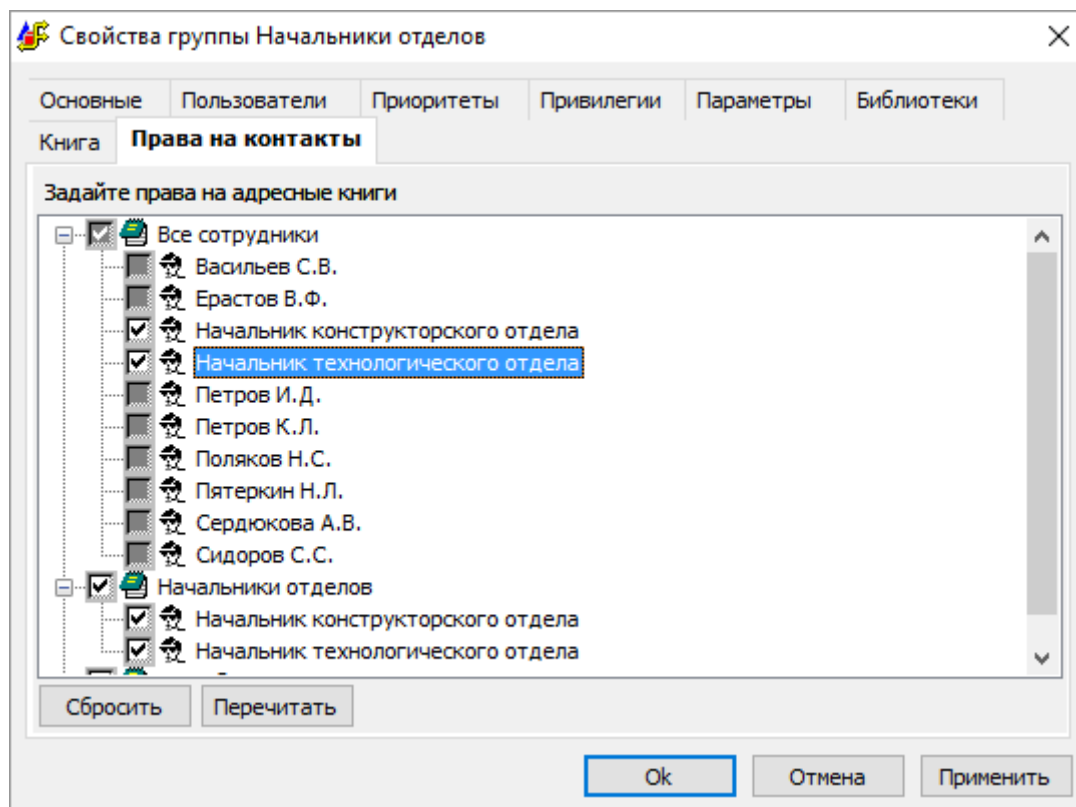 Свойства группы Начальники отделов
Основные Пользователи Приоритеты Привилегии Параметры Библиотеки
Книга Права на контакты
Задайте права на адресные книги
Все сотрудники
Васильев С.В.
Ерастов В.Ф.
Начальник конструкторского отдела
Начальник технологического отдела
Петров И.Д.
Петров К.Л.
Поляков Н.С.
Пятеркин Н.Л.
Сердюкова А.В.
Сидоров С.С.
Начальники отделов
Начальник конструкторского отдела
Начальник технологического отдела
Сбросить Перечитать
Ok Отмена Применить